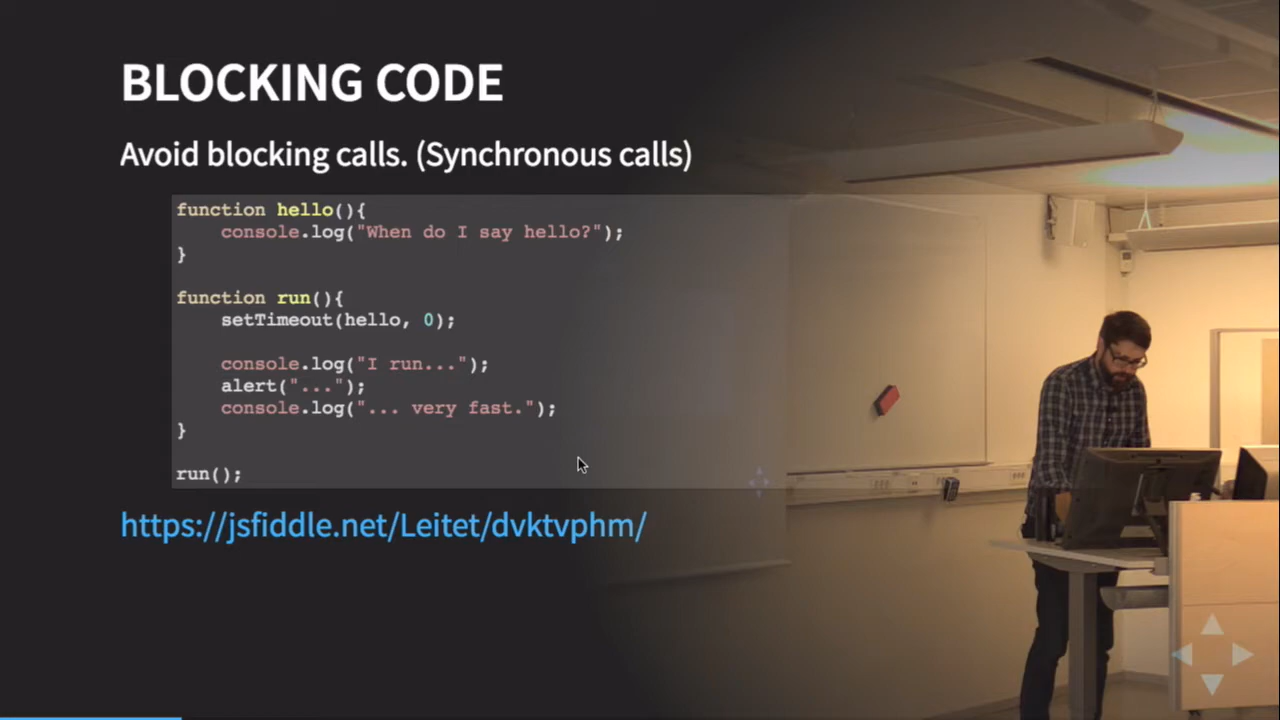 BLOCKING CODE
Avoid blocking calls. (Synchronous calls)
function hello(){
    console.log("When do I say hello?");
}
function run(){
    setTimeout(hello, 0);
    console.log("I run...");
    alert("...");
    console.log("... very fast.");
}
run();
https://jsfiddle.net/Leitet/dvktvphm/